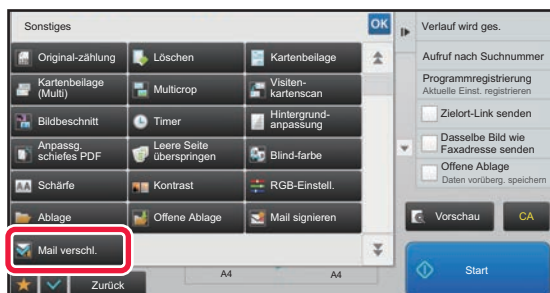 Sonstiges
OK
Original-zählung
Löschen
Kartenbeilage
Kartenbeilage
(Multi)
Multicrop
Visiten-
kartenscan
Bildbeschnitt
Timer
Hintergrund-
anpassung
Anpassg.
schiefes PDF
Leere Seite
überspringen
Blind-farbe
AA Schärfe
Kontrast
RGB-Einstell.
Ablage
Offene Ablage
Mail signieren
Mail verschl.
Zurück
A4
A4
Verlauf wird ges.
Aufruf nach Suchnummer
Programmregistrierung
Aktuelle Einst. registrieren
Zielort-Link senden
Dasselbe Bild wie
Faxadresse senden
Offene Ablage
Daten vorüberg. speichern
Vorschau
CA
Start